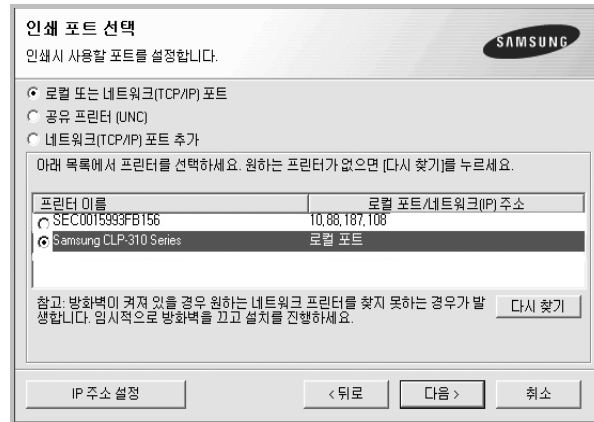 인쇄 포트 선택
인쇄시 사용할 포트를 설정합니다.
SAMSUNG
로컬 또는 네트워크(TCP/IP) 포트
공유 프린터 (UNC)
네트워크(TCP/IP) 포트 추가
아래 목록에서 프린터를 선택하세요. 원하는 프린터가 없으면 [다시 찾기]를 누르세요.
프린터 이름 로컬 포트/네트워크(IP) 주소
SEC0015993FB156 10,88,187,108
Samsung CLP-310 Series 로컬 포트
참고: 방화벽이 켜져 있을 경우 원하는 네트워크 프린터를 찾지 못하는 경우가 발
생합니다. 임시적으로 방화벽을 끄고 설치를 진행하세요.
다시 찾기
IP 주소 설정 <뒤로 다음> 취소